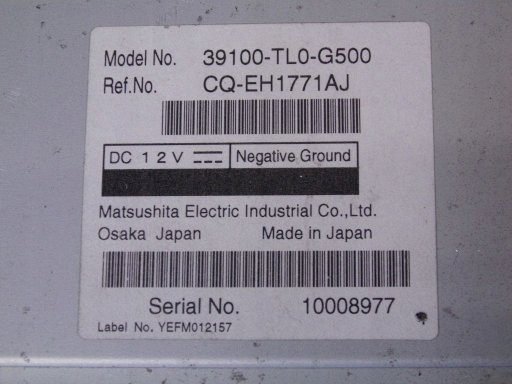 Model No. 39100-TL0-G500
Ref.No. CQ-EH1771AJ
DC 12V Negative Ground
Matsushita Electric Industrial Co.,Ltd.
Osaka Japan Made in Japan
Serial No. 10008977
Label No. YEFM012157